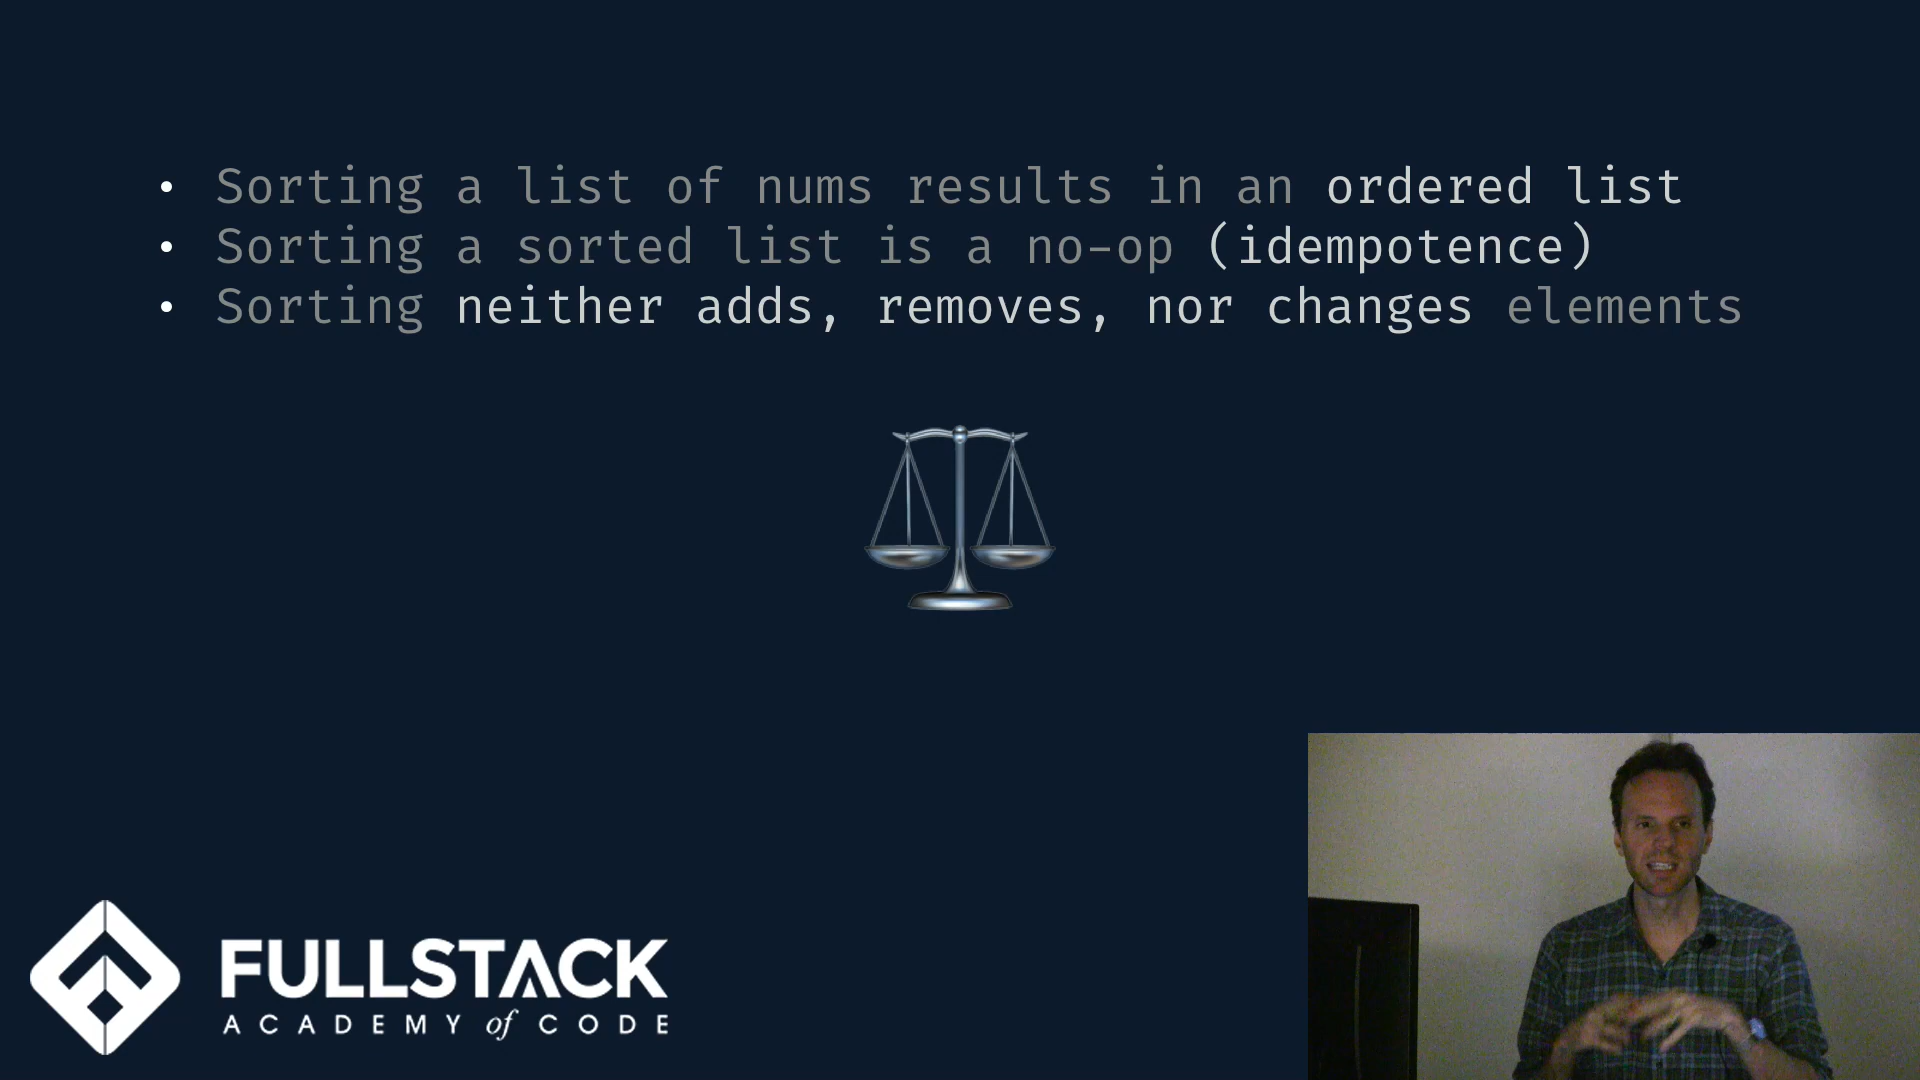 • Sorting a list of nums results in an ordered list
• Sorting a sorted list is a no-op (idempotence)
• Sorting neither adds, removes, nor changes elements
FULLSTACK
ACADEMY of CODE